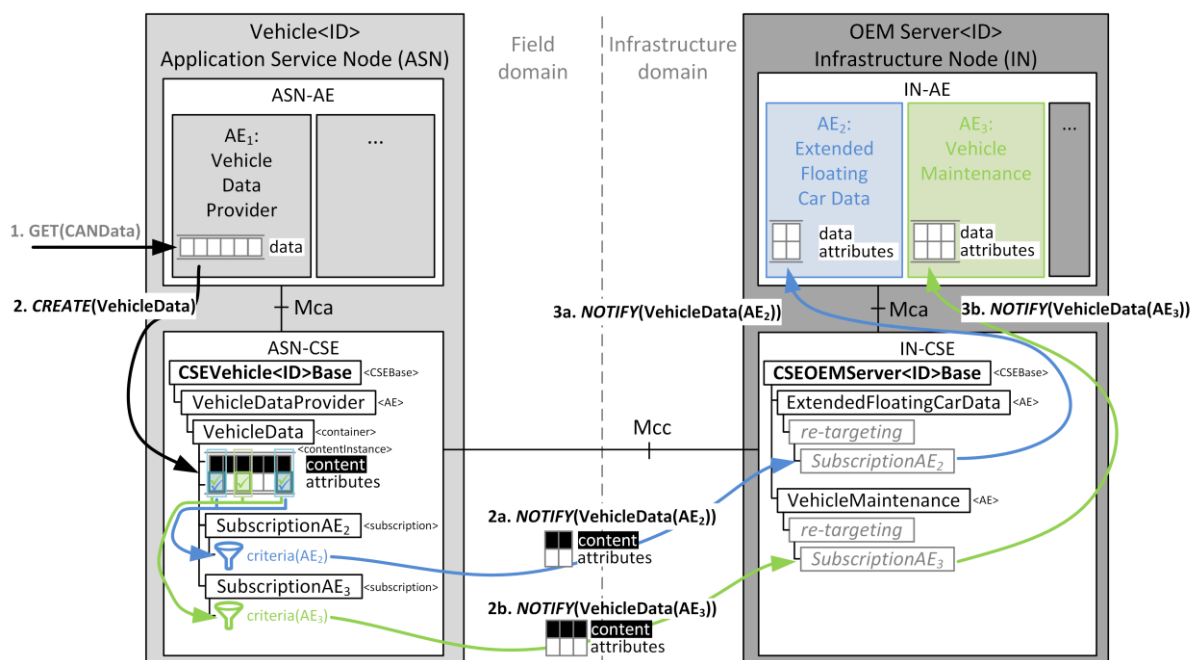 Vehicle<ID>
Application Service Node (ASN)
Field
domain
Infrastructure
domain
OEM Server<ID>
Infrastructure Node (IN)
ASN-AE
AE₁:
Vehicle
Data
Provider
...
data
1. GET(CANData)
2. CREATE(VehicleData)
Mca
IN-AE
AE₂:
Extended
Floating
Car Data
data
attributes
AE₃:
Vehicle
Maintenance
data
attributes
...
3a. NOTIFY(VehicleData(AE₂))
Mca
3b. NOTIFY(VehicleData(AE₃))
ASN-CSE
CSEVehicle<ID>Base <CSEBase>
VehicleDataProvider <AE>
VehicleData <container>
<contentInstance>
content
attributes
SubscriptionAE₂ <subscription>
criteria(AE₂)
SubscriptionAE₃ <subscription>
criteria(AE₃)
Mcc
2a. NOTIFY(VehicleData(AE₂))
content
attributes
2b. NOTIFY(VehicleData(AE₃))
content
attributes
IN-CSE
CSEOEMServer<ID>Base <CSEBase>
ExtendedFloatingCarData <AE>
re-targeting
SubscriptionAE₂
VehicleMaintenance <AE>
re-targeting
SubscriptionAE₃